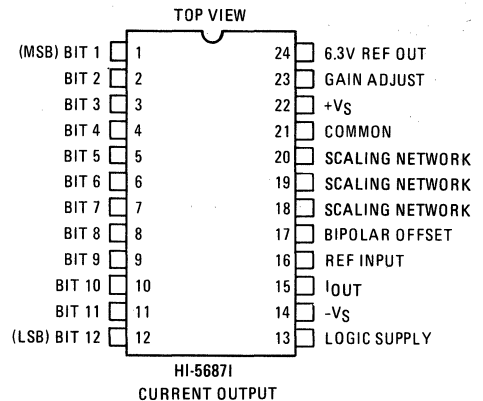 TOP VIEW
(MSB) BIT 1 1 24 6.3V REF OUT
BIT 2 2 23 GAIN ADJUST
BIT 3 3 22 +VS
BIT 4 4 21 COMMON
BIT 5 5 20 SCALING NETWORK
BIT 6 6 19 SCALING NETWORK
BIT 7 7 18 SCALING NETWORK
BIT 8 8 17 BIPOLAR OFFSET
BIT 9 9 16 REF INPUT
BIT 10 10 15 IOUT
BIT 11 11 14 -VS
(LSB) BIT 12 12 13 LOGIC SUPPLY
HI-5687I
CURRENT OUTPUT